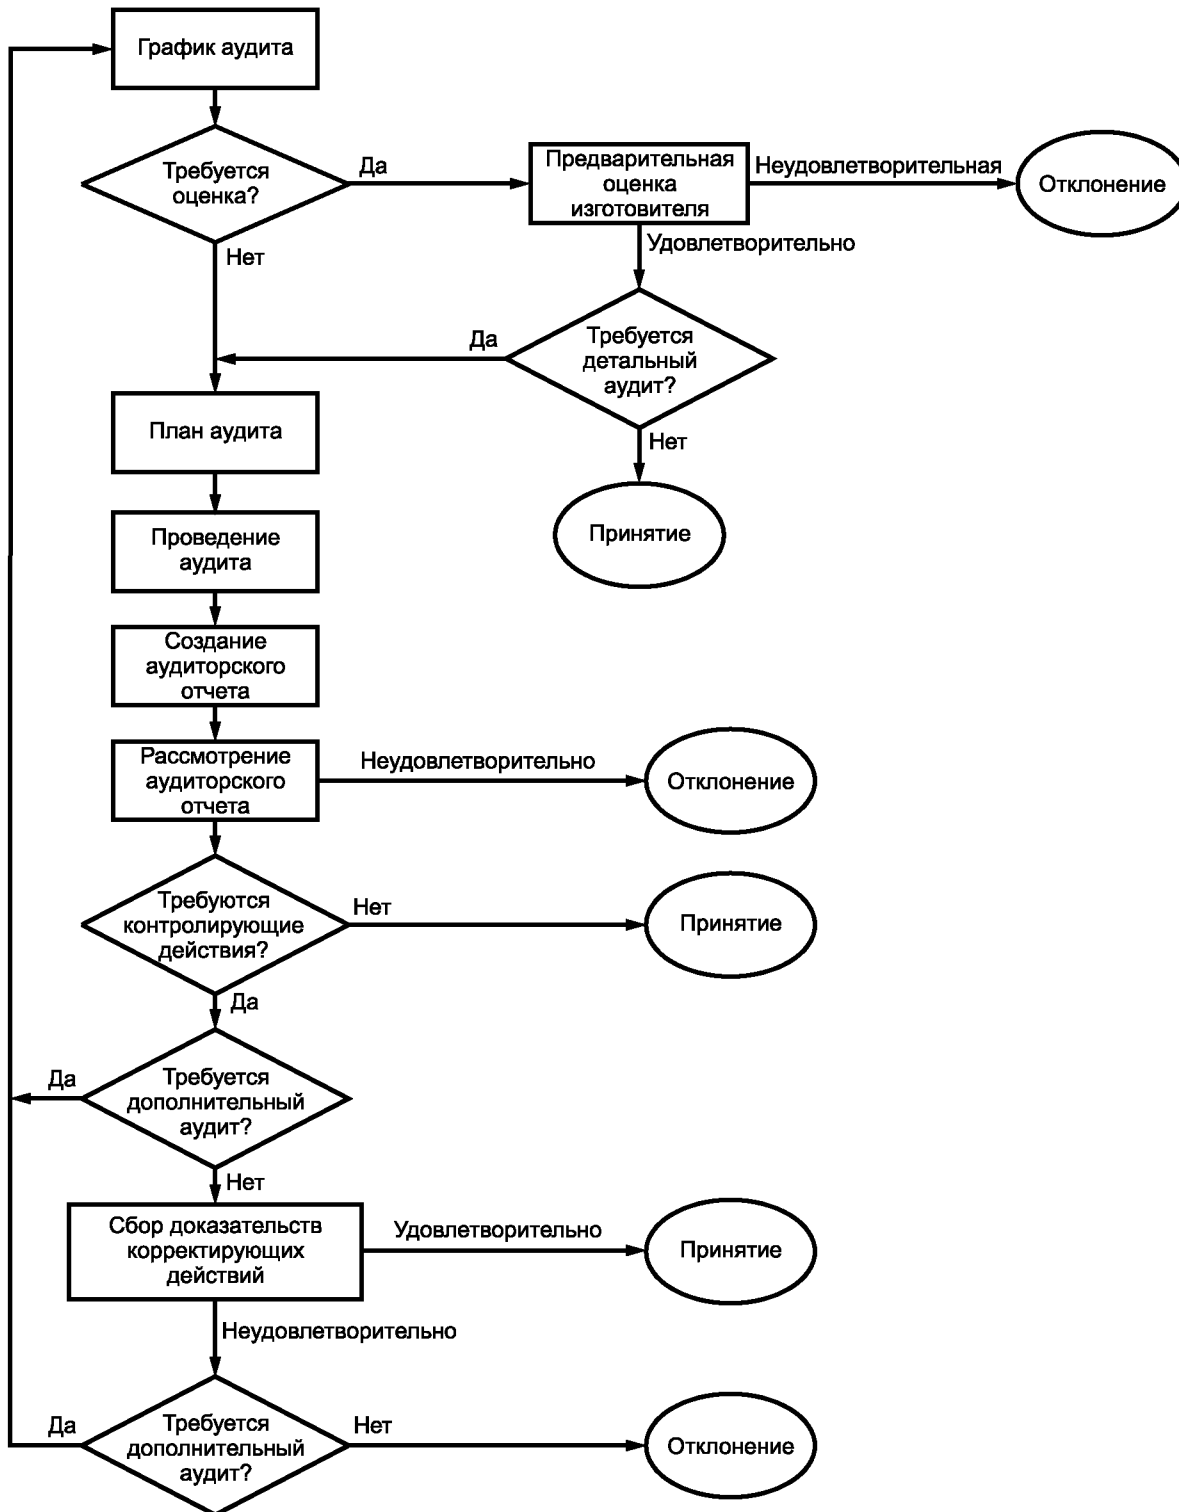 График аудита
Требуется
оценка?
Да
Предварительная
оценка
изготовителя
Неудовлетворительная
Отклонение
Нет
Удовлетворительно
Да
Требуется
детальный
аудит?
Нет
План аудита
Принятие
Проведение
аудита
Создание
аудиторского
отчета
Рассмотрение
аудиторского
отчета
Неудовлетворительно
Отклонение
Требуются
контролирующие
действия?
Нет
Принятие
Да
Да
Требуется
дополнительный
аудит?
Нет
Сбор доказательств
корректирующих
действий
Удовлетворительно
Принятие
Неудовлетворительно
Да
Требуется
дополнительный
аудит?
Нет
Отклонение